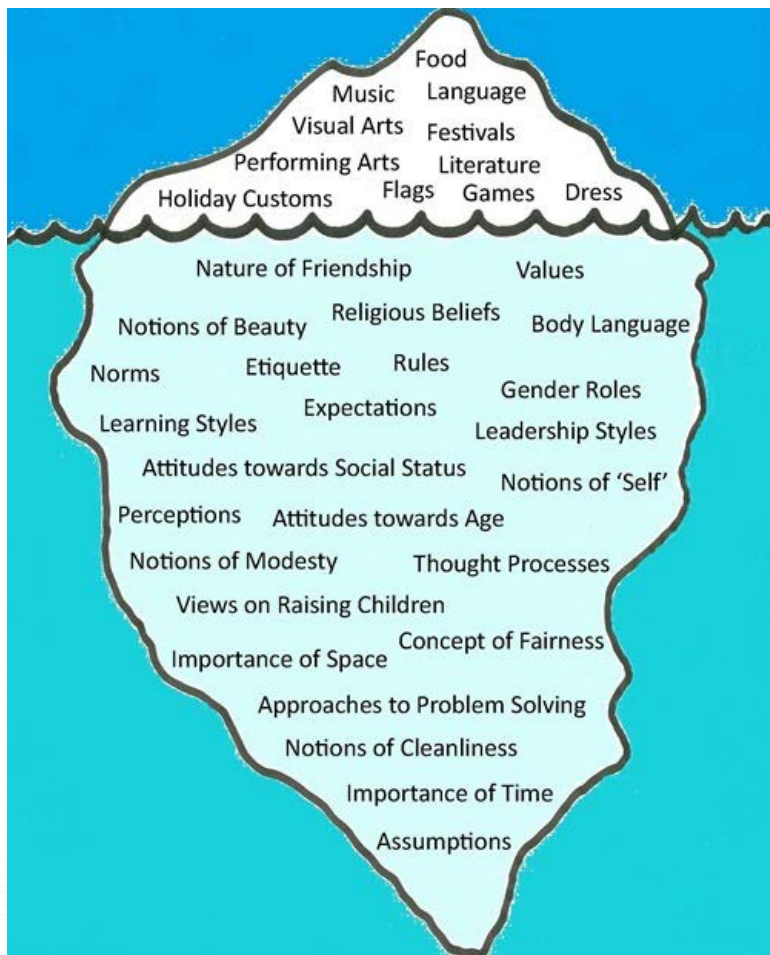 Food
Music
Language
Visual Arts
Festivals
Performing Arts
Literature
Holiday Customs
Flags
Games
Dress
Nature of Friendship
Values
Notions of Beauty
Religious Beliefs
Body Language
Norms
Etiquette
Rules
Gender Roles
Learning Styles
Expectations
Leadership Styles
Attitudes towards Social Status
Notions of ‘Self’
Perceptions
Attitudes towards Age
Notions of Modesty
Thought Processes
Views on Raising Children
Concept of Fairness
Importance of Space
Approaches to Problem Solving
Notions of Cleanliness
Importance of Time
Assumptions